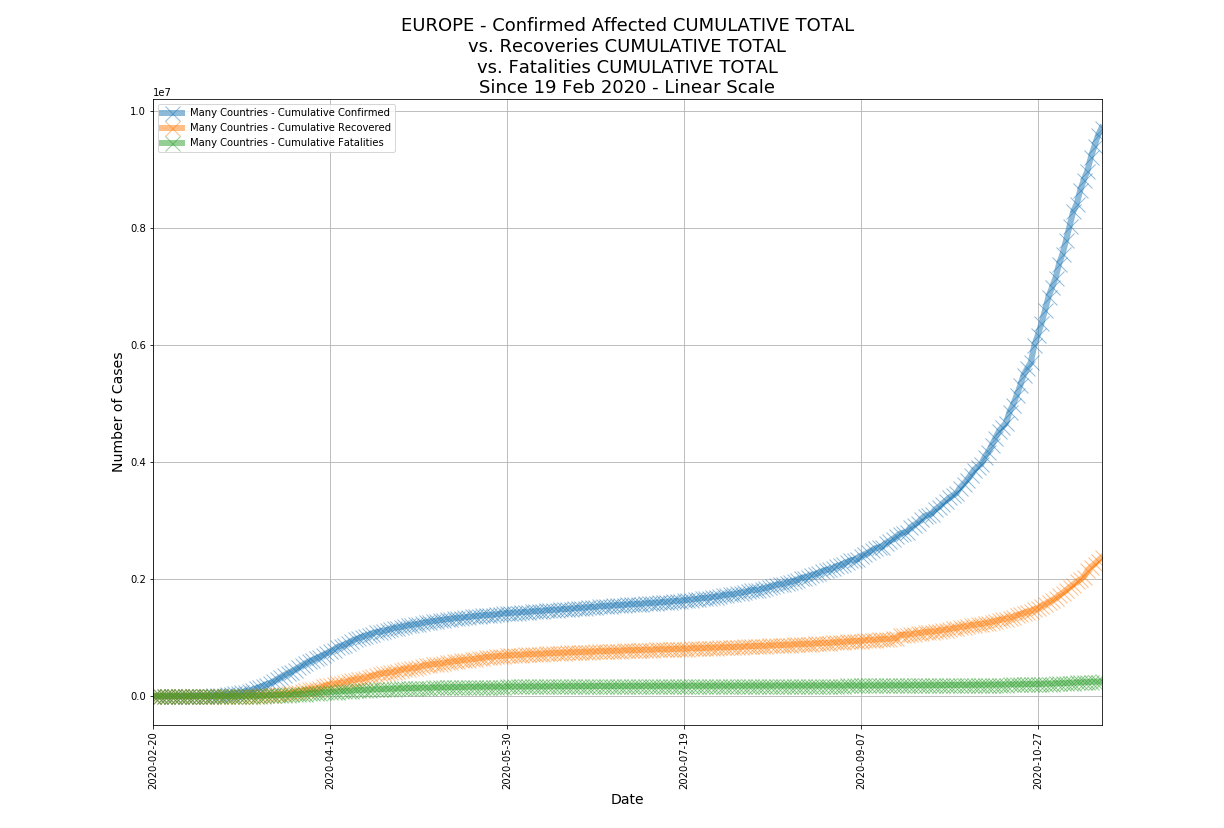 EUROPE - Confirmed Affected CUMULATIVE TOTAL
vs. Recoveries CUMULATIVE TOTAL
vs. Fatalities CUMULATIVE TOTAL
Since 19 Feb 2020 - Linear Scale
1e7
Many Countries - Cumulative Confirmed
Many Countries - Cumulative Recovered
Many Countries - Cumulative Fatalities
1.0
0.8
0.6
0.4
0.2
0.0
Number of Cases
2020-02-20
2020-04-10
2020-05-30
2020-07-19
2020-09-07
2020-10-27
Date